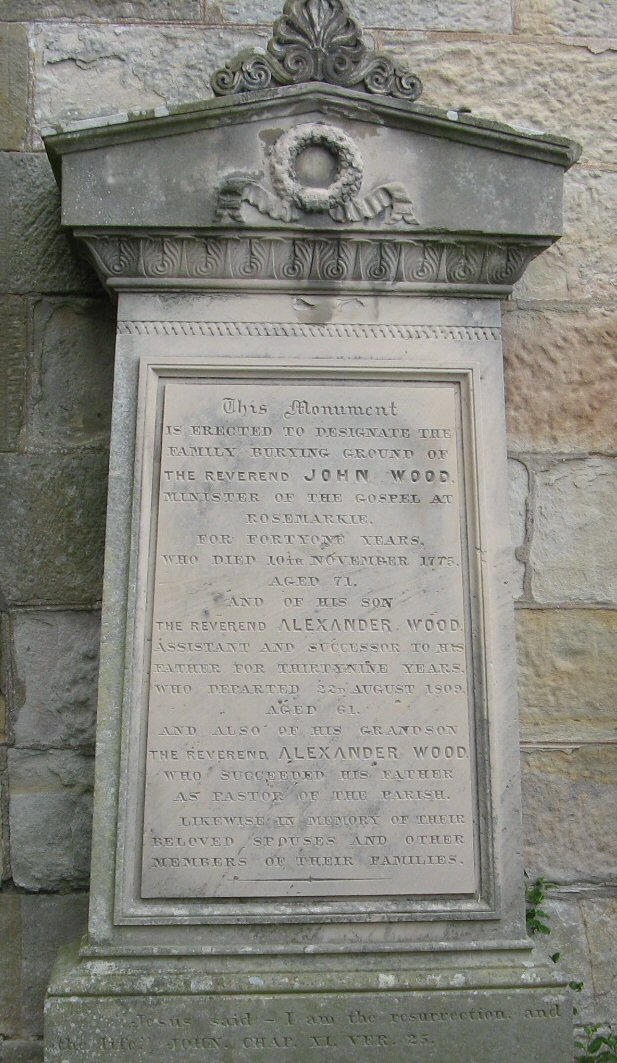 This Monument
IS ERECTED TO DESIGNATE THE
FAMILY BURYING GROUND OF
THE REVEREND JOHN WOOD,
MINISTER OF THE GOSPEL AT
ROSEMARKIE,
FOR FORTYONE YEARS,
WHO DIED 10TH NOVEMBER 1775,
AGED 71,
AND OF HIS SON
THE REVEREND ALEXANDER WOOD,
ASSISTANT AND SUCCESSOR TO HIS
FATHER FOR THIRTYNINE YEARS,
WHO DEPARTED 22D AUGUST 1809,
AGED 61,
AND ALSO OF HIS GRANDSON
THE REVEREND ALEXANDER WOOD,
WHO SUCCEEDED HIS FATHER
AS PASTOR OF THE PARISH.
LIKEWISE IN MEMORY OF THEIR
BELOVED SPOUSES AND OTHER
MEMBERS OF THEIR FAMILIES.
Jesus said - I am the resurrection, and
the life. JOHN, CHAP. XI. VER. 25.